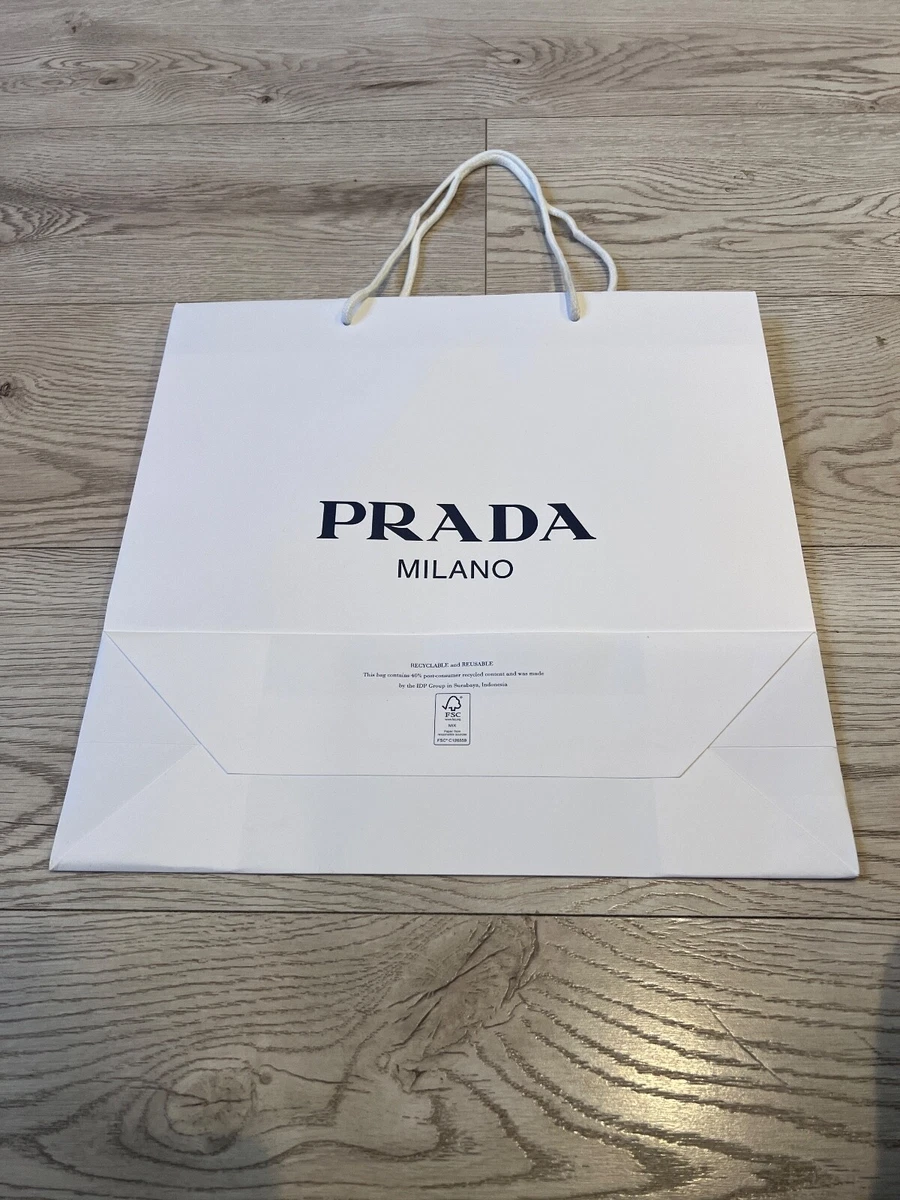 PRADA
MILANO
RECYCLABLE and REUSABLE
This bag contains 40% post-consumer recycled content and was made
by the IDP Group in Surabaya, Indonesia
FSC
MIX